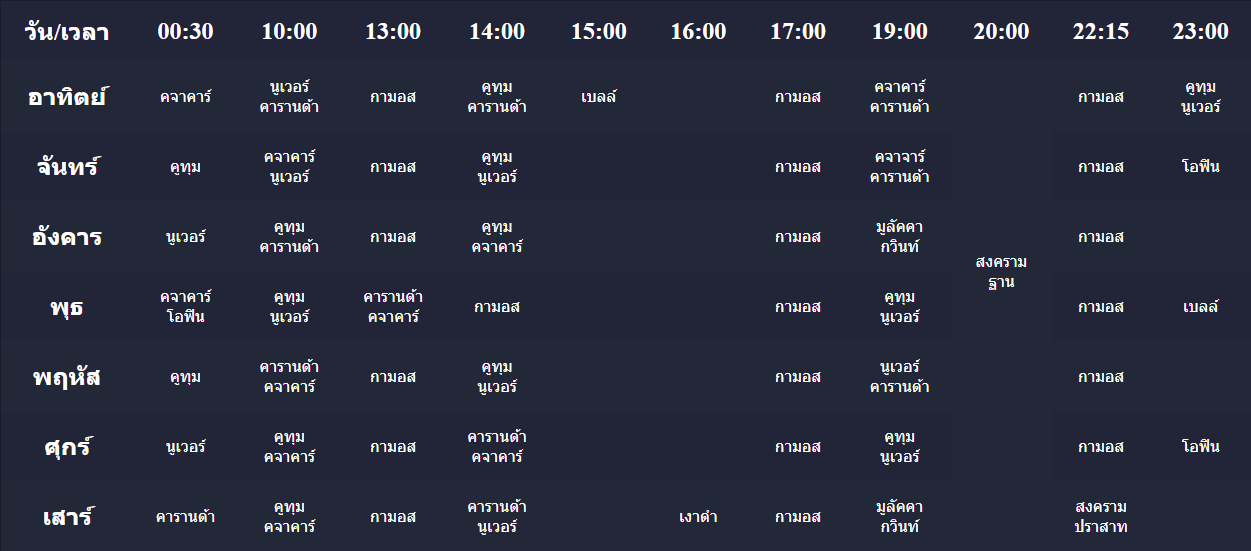 วัน/เวลา 00:30 10:00 13:00 14:00 15:00 16:00 17:00 19:00 20:00 22:15 23:00
อาทิตย์ คจาคาร์ นูเวอร์ คารานด้า กามอส คูทุม คารานด้า เบลล์ กามอส คจาคาร์ คารานด้า กามอส คูทุม นูเวอร์
จันทร์ คูทุม คจาคาร์ นูเวอร์ กามอส คูทุม นูเวอร์ กามอส คจาจาร์ คารานด้า กามอส โอฟิน
อังคาร นูเวอร์ คูทุม คารานด้า กามอส คูทุม คจาคาร์ กามอส มูลัคคา กวินท์ กามอส
สงคราม ฐาน
พุธ คจาคาร์ โอฟิน คูทุม นูเวอร์ คารานด้า คจาคาร์ กามอส กามอส คูทุม นูเวอร์ กามอส เบลล์
พฤหัส คูทุม คารานด้า คจาคาร์ กามอส คูทุม นูเวอร์ กามอส นูเวอร์ คารานด้า กามอส
ศุกร์ นูเวอร์ คูทุม คจาคาร์ กามอส คารานด้า คจาคาร์ กามอส คูทุม นูเวอร์ กามอส โอฟิน
เสาร์ คารานด้า คูทุม คจาคาร์ กามอส คารานด้า นูเวอร์ เงาดำ กามอส มูลัคคา กวินท์ สงคราม ปราสาท